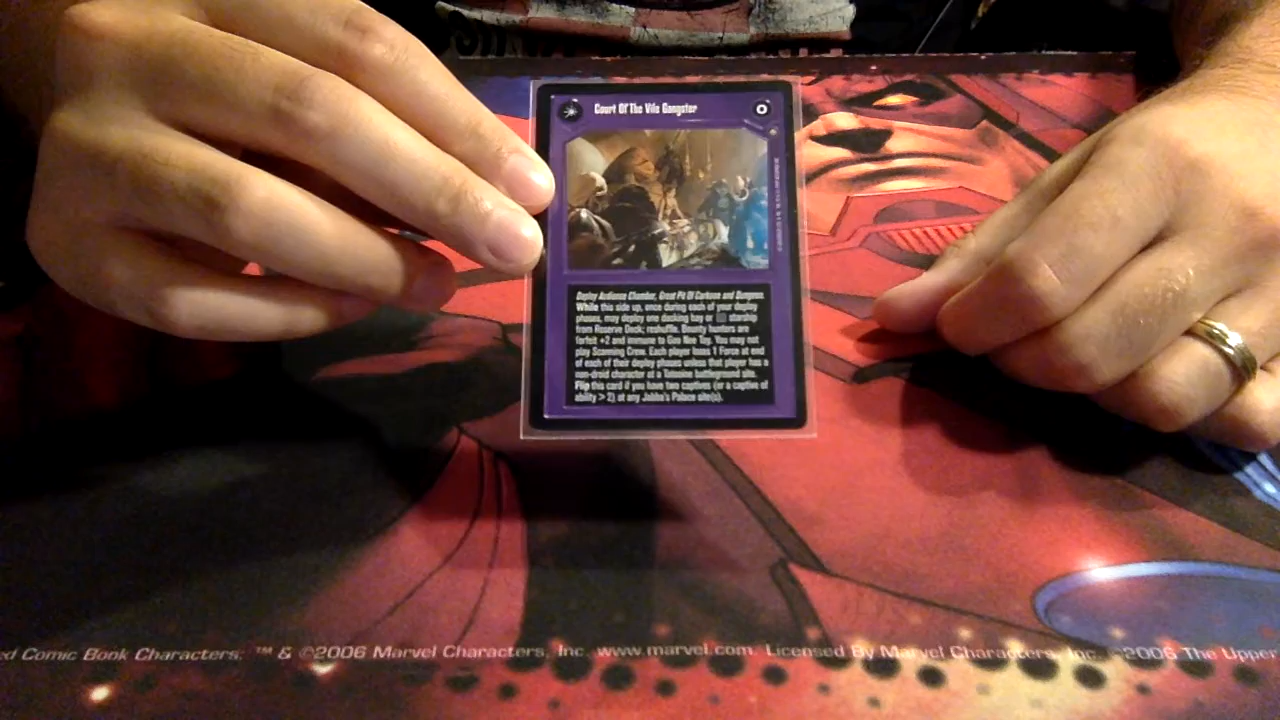 Court Of The Vile Gangster
0
Deploy Audience Chamber, Great Pit Of Carkoon and Dungeon.
While this side up, once during each of your deploy
phases, may deploy one docking bay or starship
from Reserve Deck; reshuffle. Bounty hunters are
forfeit +2 and immune to Goo Nee Tay. You may not
play Scanning Crew. Each player loses 1 Force at end
of each of their deploy phases unless that player has a
non-droid character at a Tatooine battleground site.
Flip this card if you have two captives (or a captive of
ability > 2) at any Jabba's Palace site(s).
ed Comic Book Characters: ™ & ©2006 Marvel Characters, Inc. www.marvel.com. Licensed By Marvel Characters, Inc. ©2006 The Upper